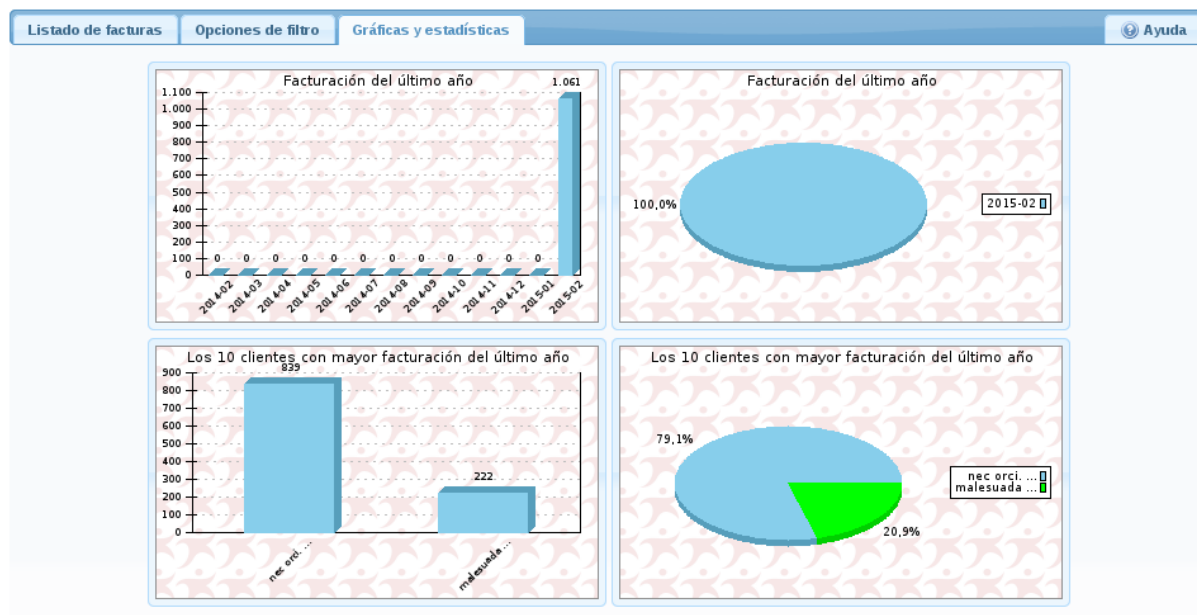 Listado de facturas
Opciones de filtro
Gráficas y estadísticas
Ayuda
Facturación del último año
1.061
1.100
1.000
900
800
700
600
500
400
300
200
100
0
0 0 0 0 0 0 0 0 0 0 0 0
2014-02 2014-03 2014-04 2014-05 2014-06 2014-07 2014-08 2014-09 2014-10 2014-11 2014-12 2015-01 2015-02
Facturación del último año
100,0%
2015-02
Los 10 clientes con mayor facturación del último año
839
900
800
700
600
500
400
300
200
100
0
222
nec orci. ...
malesuada ...
Los 10 clientes con mayor facturación del último año
79,1%
nec orci. ...
malesuada ...
20,9%